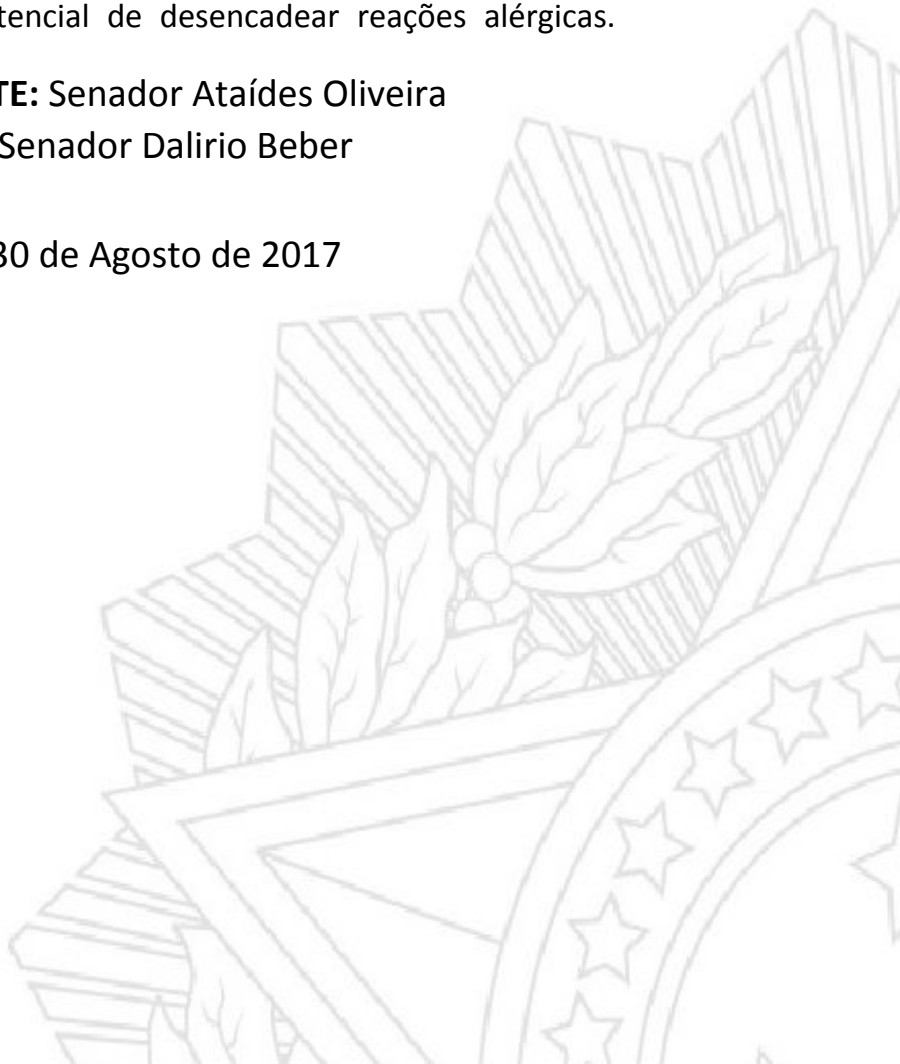 tencial de desencadear reações alérgicas.
TE: Senador Ataídes Oliveira
Senador Dalirio Beber
30 de Agosto de 2017